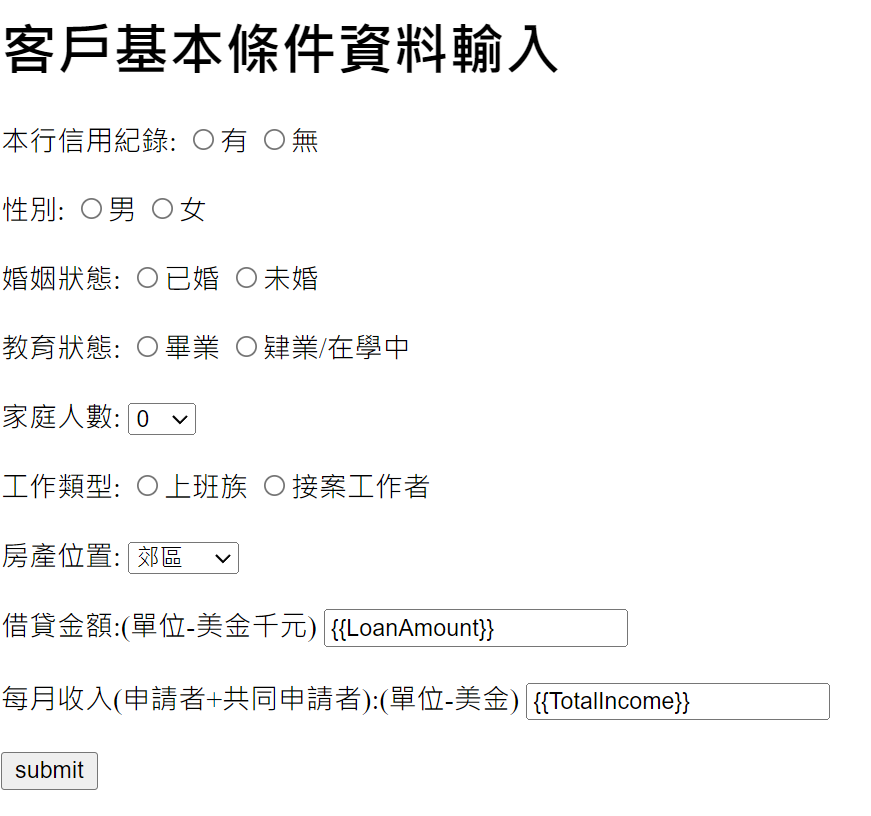 客戶基本條件資料輸入
本行信用紀錄: 有 無
性別: 男 女
婚姻狀態: 已婚 未婚
教育狀態: 畢業 肄業/在學中
家庭人數: 0
工作類型: 上班族 接案工作者
房產位置: 郊區
借貸金額:(單位-美金千元) {{LoanAmount}}
每月收入(申請者+共同申請者):(單位-美金) {{TotalIncome}}
submit